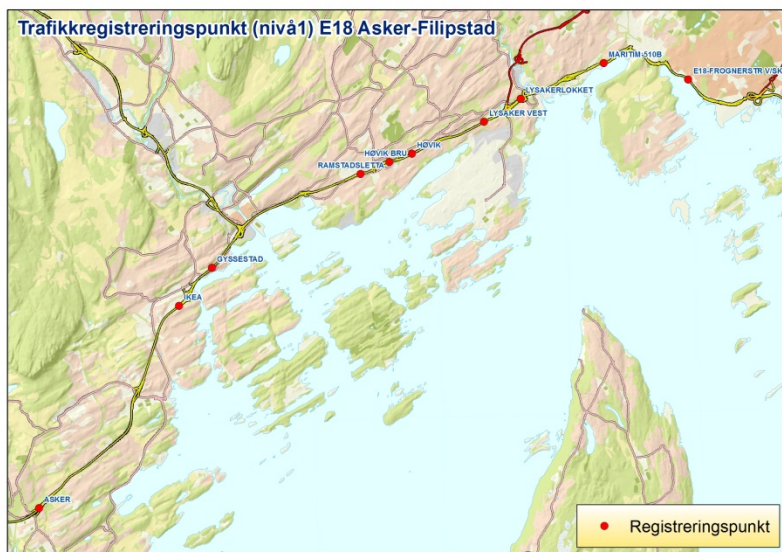 Trafikkregistreringspunkt (nivå1) E18 Asker-Filipstad
MARITIM-510B
E18-FROGNERSTR V/SK
LYSAKERLOKKET
LYSAKER VEST
HØVIK
HØVIK BRU
RAMSTADSLETTA
GYSSESTAD
IKEA
ASKER
Registreringspunkt